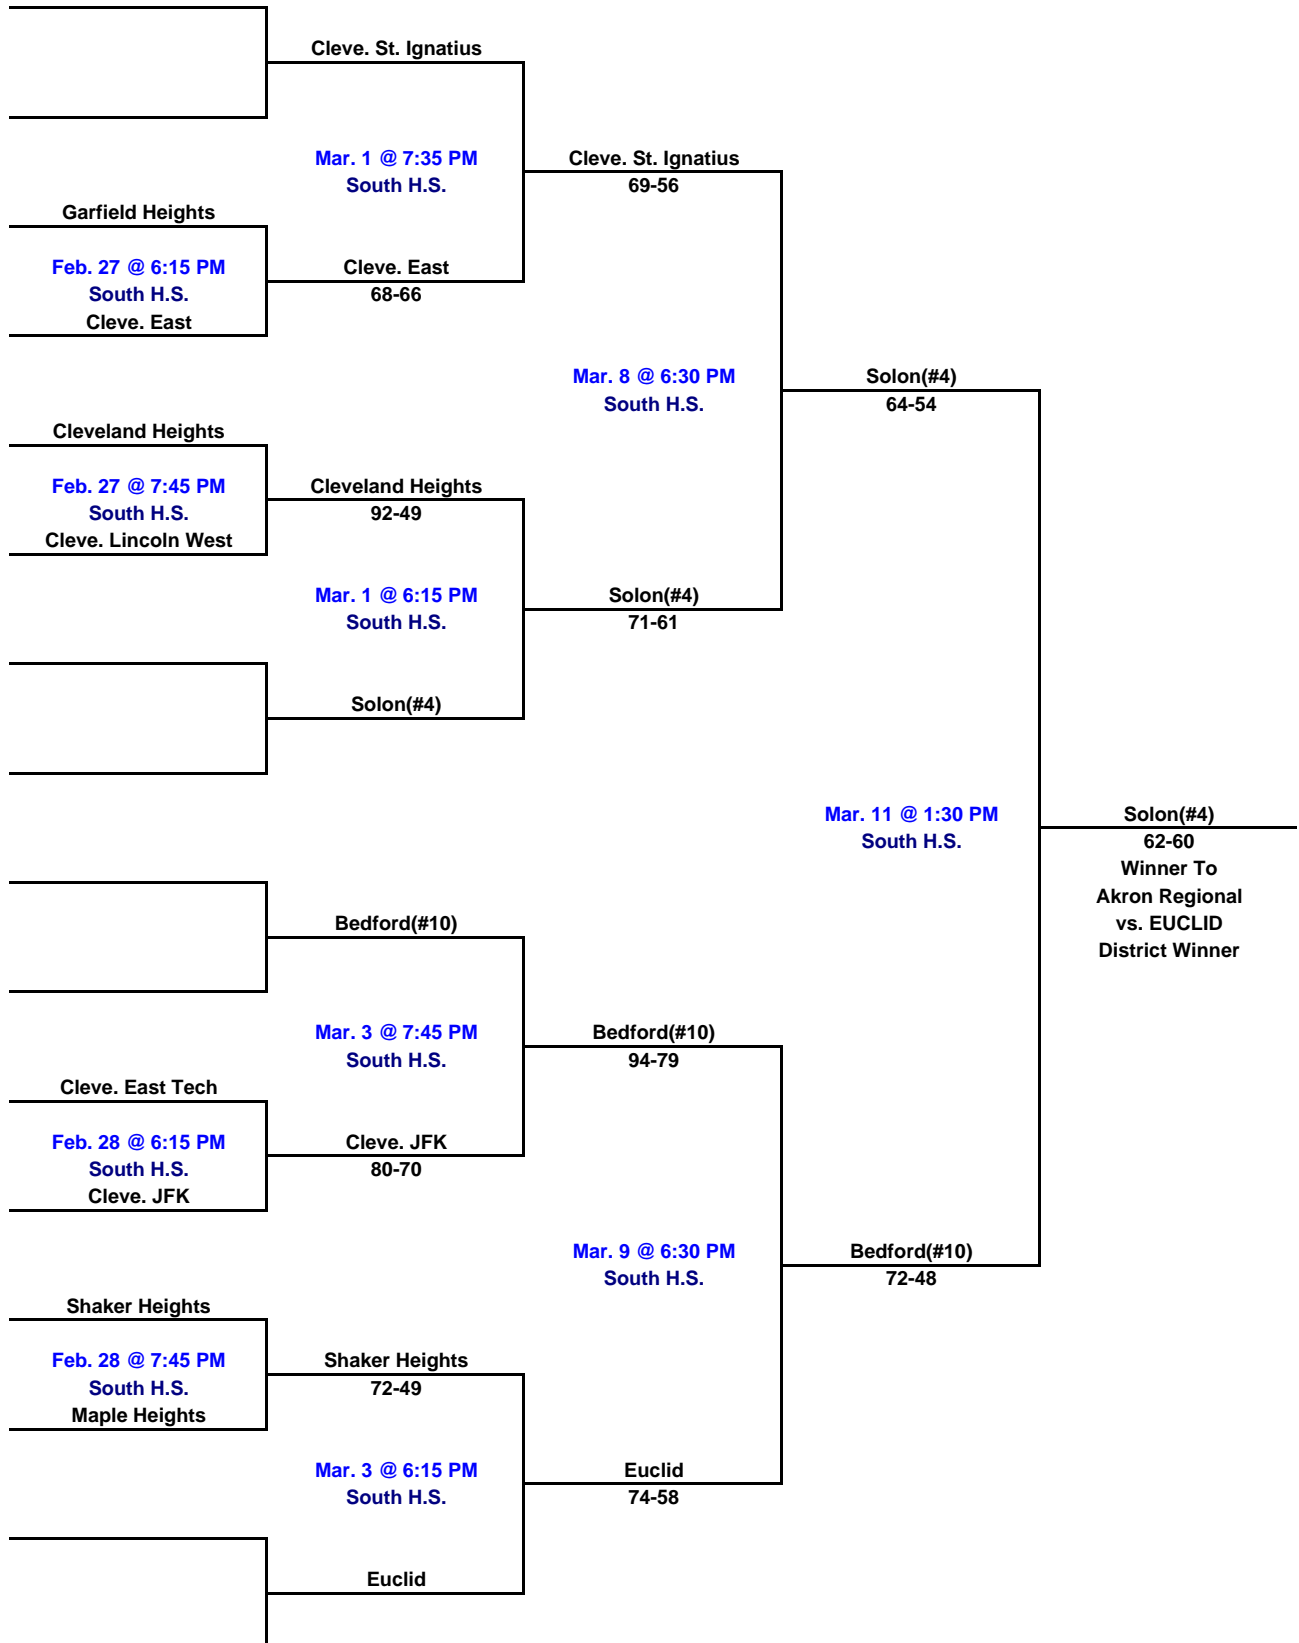 Cleve. St. Ignatius
Mar. 1 @ 7:35 PM
South H.S.
Cleve. St. Ignatius
69-56
Garfield Heights
Feb. 27 @ 6:15 PM
South H.S.
Cleve. East
Cleve. East
68-66
Mar. 8 @ 6:30 PM
South H.S.
Solon(#4)
64-54
Cleveland Heights
Feb. 27 @ 7:45 PM
South H.S.
Cleve. Lincoln West
Cleveland Heights
92-49
Mar. 1 @ 6:15 PM
South H.S.
Solon(#4)
71-61
Solon(#4)
Mar. 11 @ 1:30 PM
South H.S.
Solon(#4)
62-60
Winner To
Akron Regional
vs. EUCLID
District Winner
Bedford(#10)
Mar. 3 @ 7:45 PM
South H.S.
Bedford(#10)
94-79
Cleve. East Tech
Feb. 28 @ 6:15 PM
South H.S.
Cleve. JFK
Cleve. JFK
80-70
Mar. 9 @ 6:30 PM
South H.S.
Bedford(#10)
72-48
Shaker Heights
Feb. 28 @ 7:45 PM
South H.S.
Maple Heights
Shaker Heights
72-49
Mar. 3 @ 6:15 PM
South H.S.
Euclid
74-58
Euclid